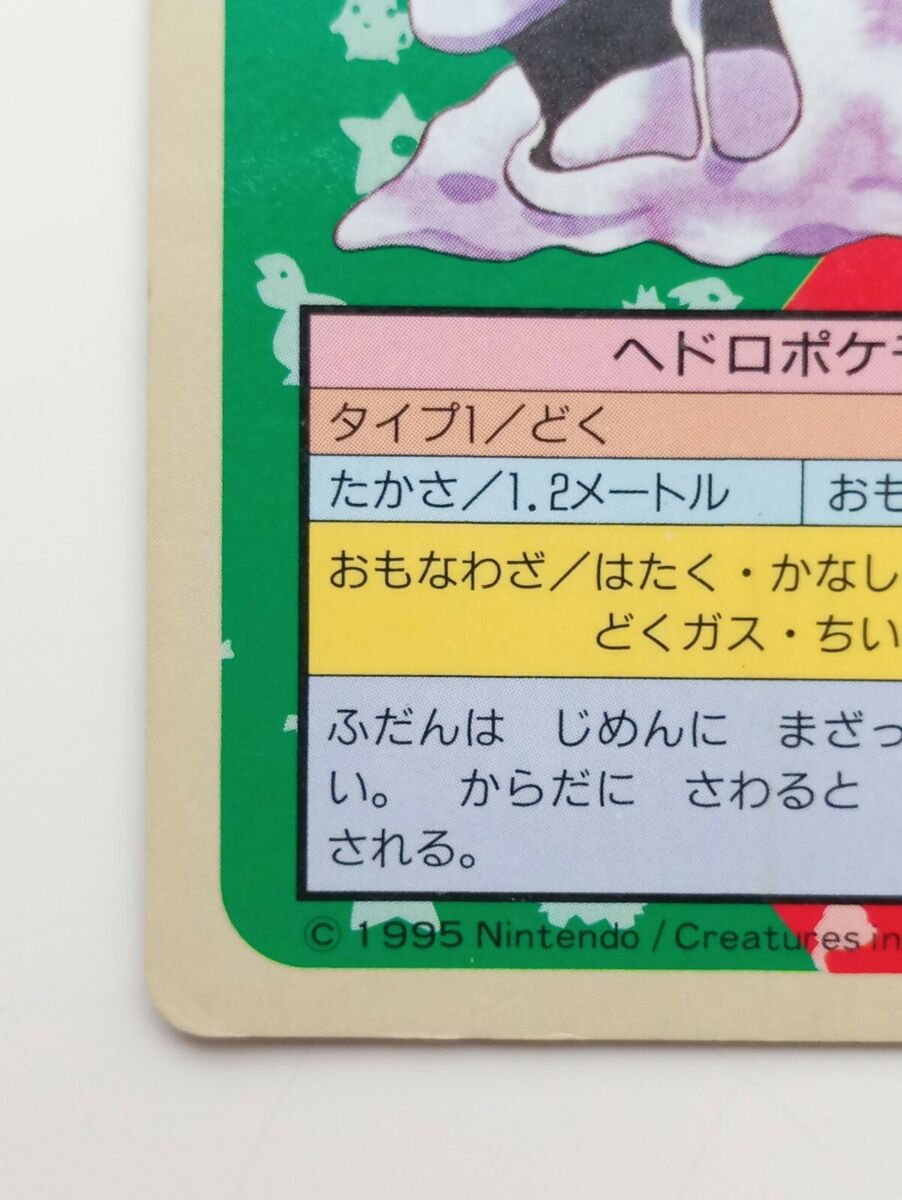 ヘドロポケモ
タイプ1/どく
たかさ/1.2メートル おも
おもなわざ/はたく・かなし
どくガス・ちい
ふだんは じめんに まざっ
い。 からだに さわると
される。
© 1995 Nintendo / Creatures in